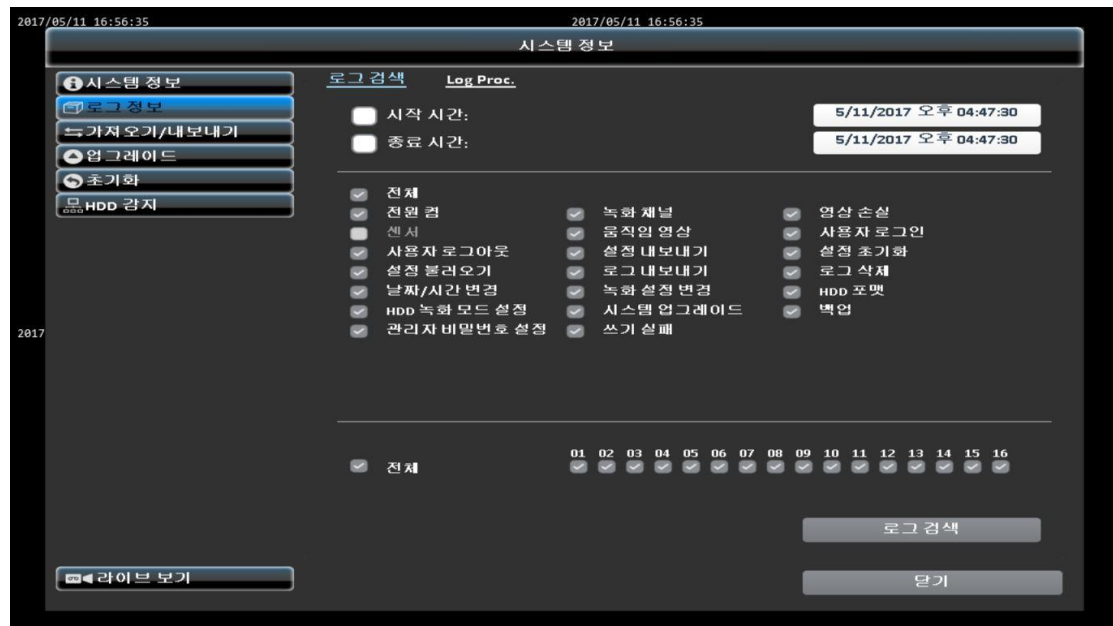 2017/05/11 16:56:35 2017/05/11 16:56:35
시스템 정보
시스템 정보
로그 정보
가져오기/내보내기
업그레이드
초기화
HDD 감지
로그 검색 Log Proc.
시작 시간: 5/11/2017 오후 04:47:30
종료 시간: 5/11/2017 오후 04:47:30
전체
전원 켬 녹화 채널 영상 손실
센서 움직임 영상 사용자 로그인
사용자 로그아웃 설정 내보내기 설정 초기화
설정 불러오기 로그 내보내기 로그 삭제
날짜/시간 변경 녹화 설정 변경 HDD 포맷
HDD 녹화 모드 설정 시스템 업그레이드 백업
2017
관리자 비밀번호 설정 쓰기 실패
01 02 03 04 05 06 07 08 09 10 11 12 13 14 15 16
전체
로그 검색
라이브 보기
닫기